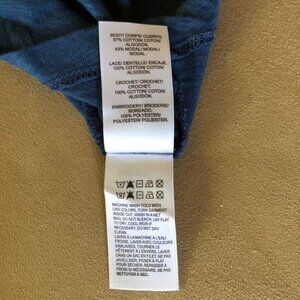 BODY/ CORPS/ CUERPO.
57% COTTON/ COTON/
ALGODÓN.
43% MODAL/ MODAL/
MODAL.
LACE/ DENTELLE/ ENCAJE.
100% COTTON/ COTON/
ALGODÓN.
CROCHET/ CROCHET/
CROCHET.
100% COTTON/ COTON/
ALGODÓN.
EMBROIDERY/ BRODERIE/
BORDADO.
100% POLYESTER/
POLYESTER/ POLIÉSTER.
MACHINE WASH COLD WITH
LIKE COLORS, TURN GARMENT
INSIDE OUT, WASH IN A NET
BAG, DO NOT BLEACH, LAY FLAT
TO DRY, COOL IRON IF
NECESSARY, DO NOT DRY
CLEAN.
LAVER À LA MACHINE À L'EAU
FROIDE AVEC COULEURS
SIMILAIRES. TOURNER
L'ENVERS, LAVER
DANS UN SAC EN FILET, NE PAS
JAVELLISER, POSER À PLAT
POUR SÉCHER, REPASSER À
FROID SI NÉCESSAIRE, NE PAS
NETTOYER À SEC.